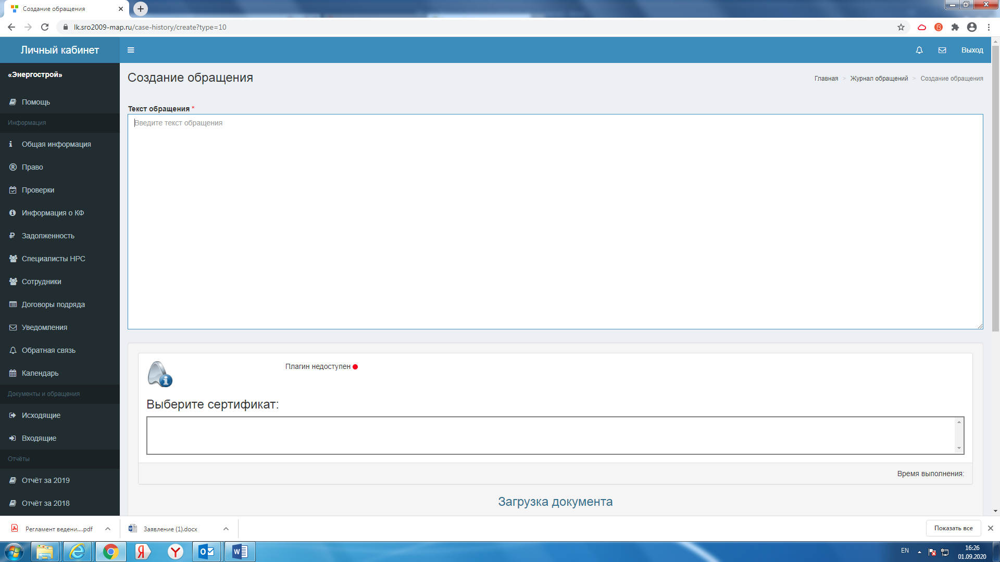 Создание обращения
lk.sro2009-map.ru/case-history/create?type=10
Личный кабинет
Выход
«Энергострой»
Создание обращения
Главная > Журнал обращений > Создание обращения
Помощь
Информация
Общая информация
Право
Проверки
Информация о КФ
Задолженность
Специалисты НРС
Сотрудники
Договоры подряда
Уведомления
Обратная связь
Календарь
Документы и обращения
Исходящие
Входящие
Отчёты
Отчёт за 2019
Отчёт за 2018
Текст обращения *
Введите текст обращения
Плагин недоступен
Выберите сертификат:
Время выполнения:
Загрузка документа
Регламент ведени....pdf
Заявление (1).docx
Показать все
EN
16:26
01.09.2020